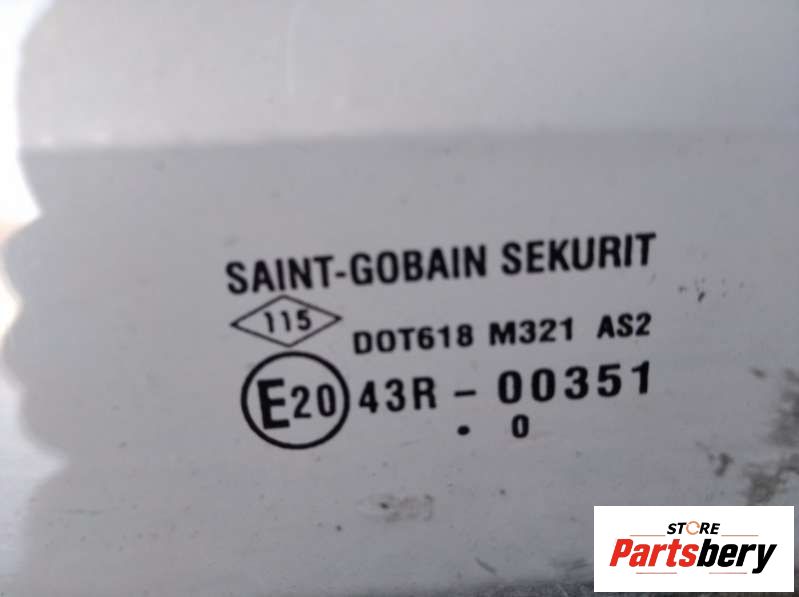 SAINT-GOBAIN SEKURIT
115
DOT618 M321 AS2
E20 43R - 00351
. 0
STORE
Partsbery